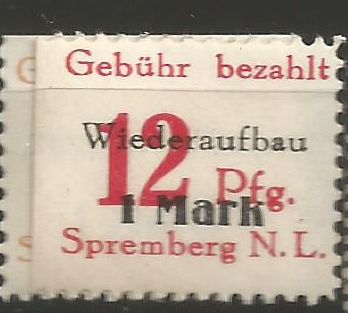 Gebühr bezahlt
Wiederaufbau
12 Pfg.
1 Mark
Spremberg N.L.